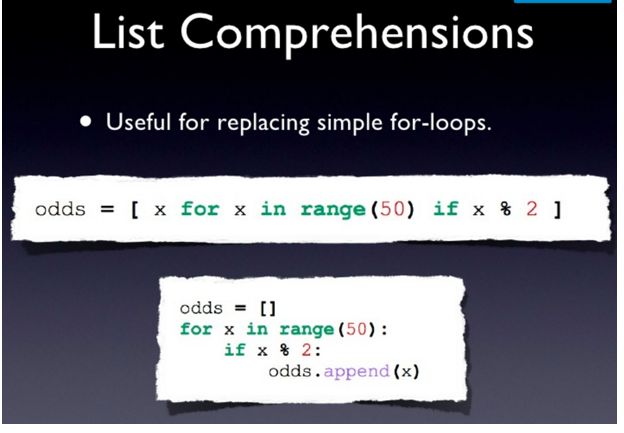 List Comprehensions
• Useful for replacing simple for-loops.
odds = [ x for x in range(50) if x % 2 ]
odds = []
for x in range(50):
    if x % 2:
        odds.append(x)